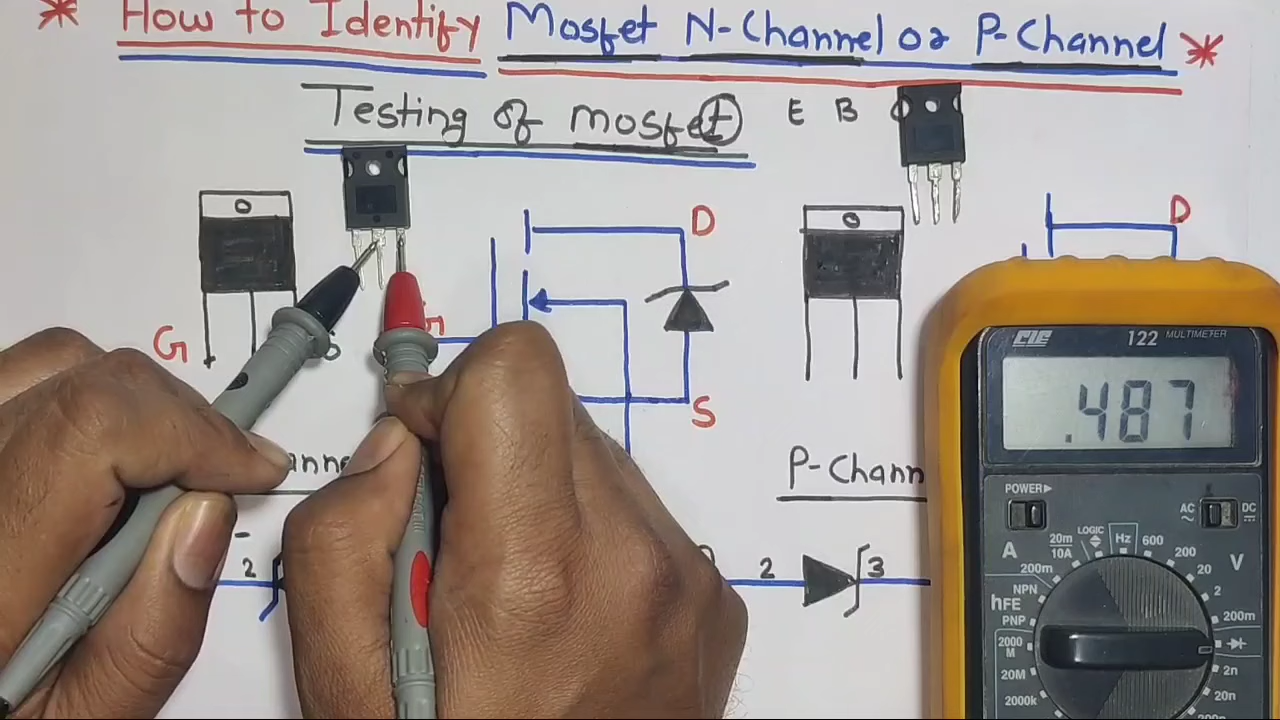 * How to Identify Mosfet N-Channel or P-Channel *
Testing of mosfet E B
D
D
G
S
S
CIE 122 MULTIMETER
.487
P-Chann
POWER
AC
DC
A
20m
10A
LOGIC
Hz
600
200
V
200m
20
2
hFE
NPN
PNP
200m
2000
M
20M
2n
2000k
20n
200n
-
2
2
3